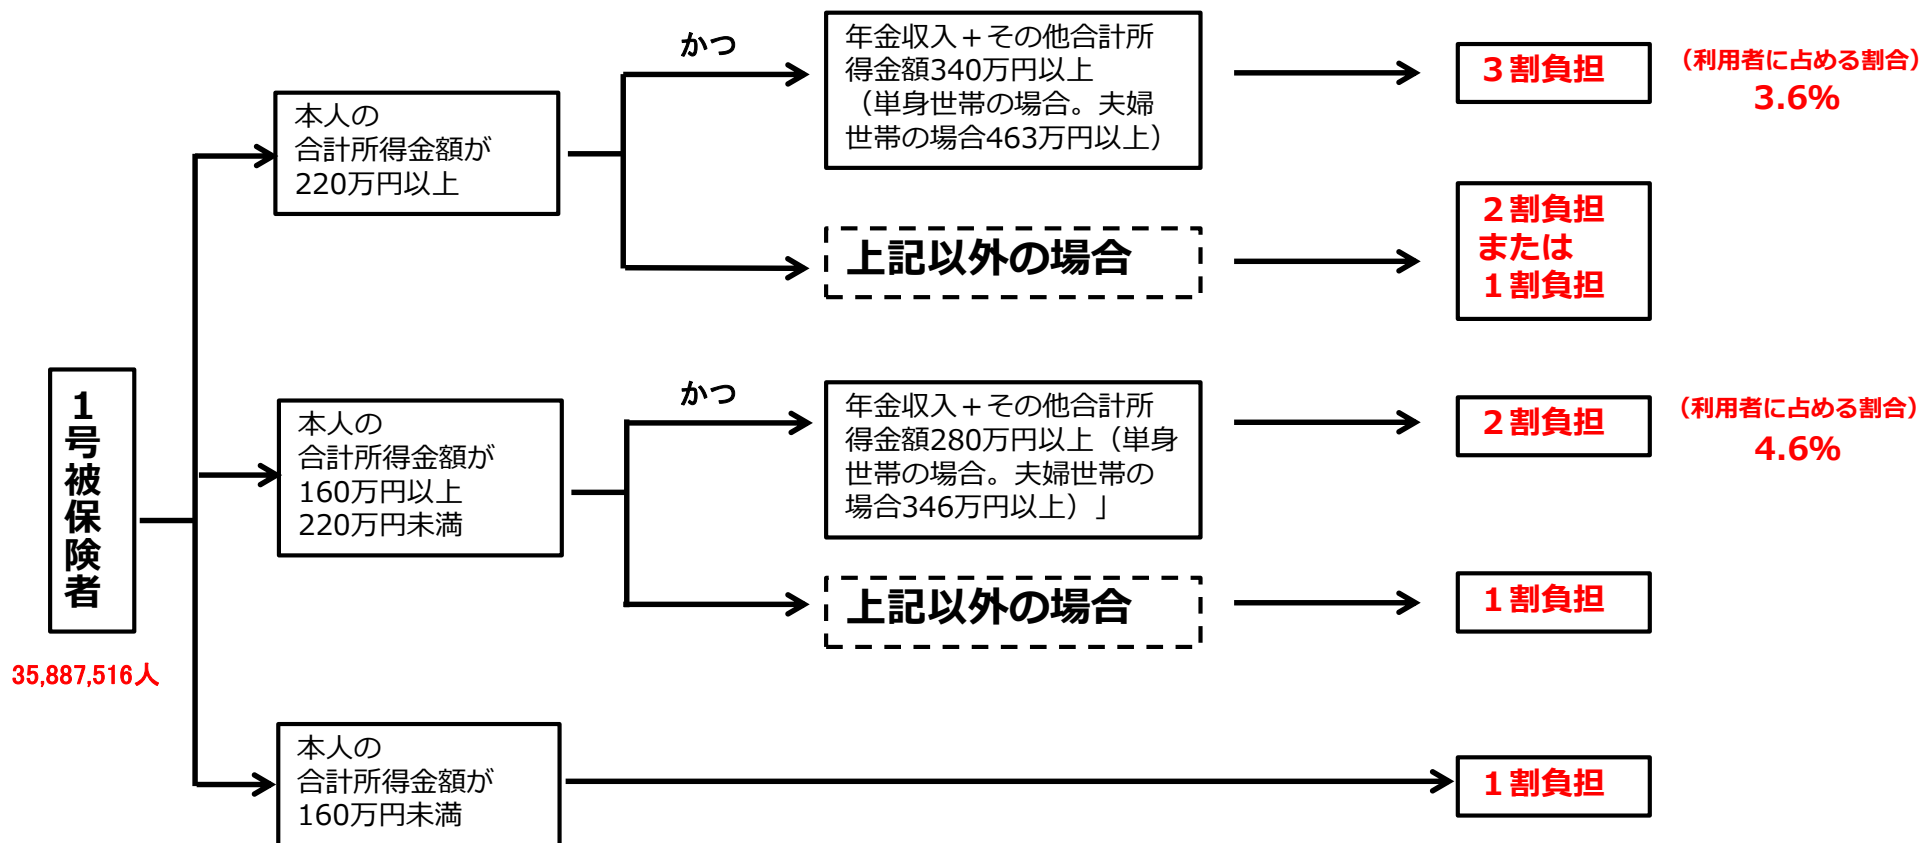 1号被保険者
35,887,516人
本人の
合計所得金額が
220万円以上
かつ
年金収入＋その他合計所
得金額340万円以上
（単身世帯の場合。夫婦
世帯の場合463万円以上）
３割負担
（利用者に占める割合）
3.6%
上記以外の場合
２割負担
または
１割負担
本人の
合計所得金額が
160万円以上
220万円未満
かつ
年金収入＋その他合計所
得金額280万円以上（単身
世帯の場合。夫婦世帯の
場合346万円以上）」
２割負担
（利用者に占める割合）
4.6%
上記以外の場合
１割負担
本人の
合計所得金額が
160万円未満
１割負担